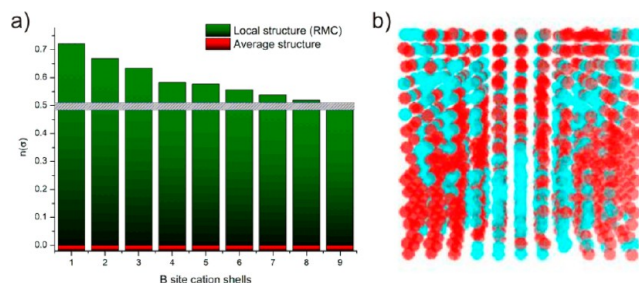 a)
Local structure (RMC)
Average structure
0.7
0.6
0.5
0.4
0.3
0.2
0.1
0.0
n(σ)
1 2 3 4 5 6 7 8 9
B site cation shells
b)